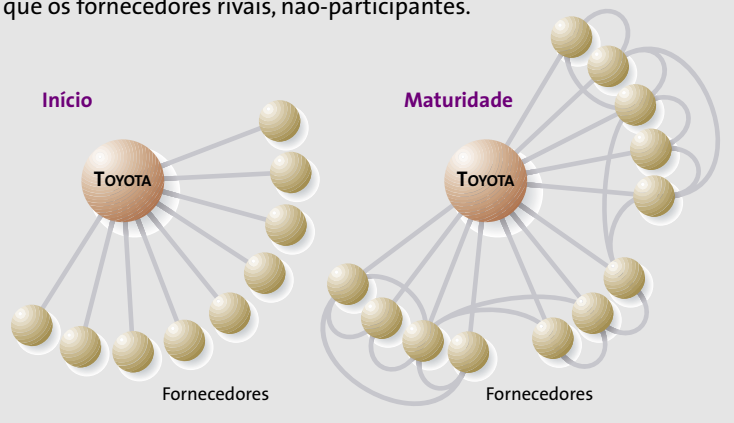 que os fornecedores rivais, não-participantes.
Início
TOYOTA
Fornecedores
Maturidade
TOYOTA
Fornecedores